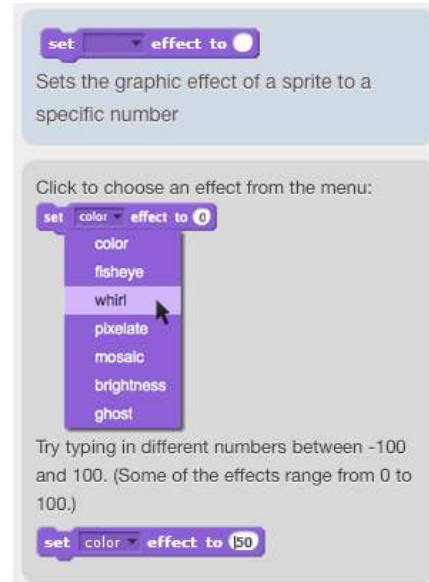 set effect to
Sets the graphic effect of a sprite to a
specific number
Click to choose an effect from the menu:
set color effect to 0
color
fisheye
whirl
pixelate
mosaic
brightness
ghost
Try typing in different numbers between -100
and 100. (Some of the effects range from 0 to
100.)
set color effect to 50